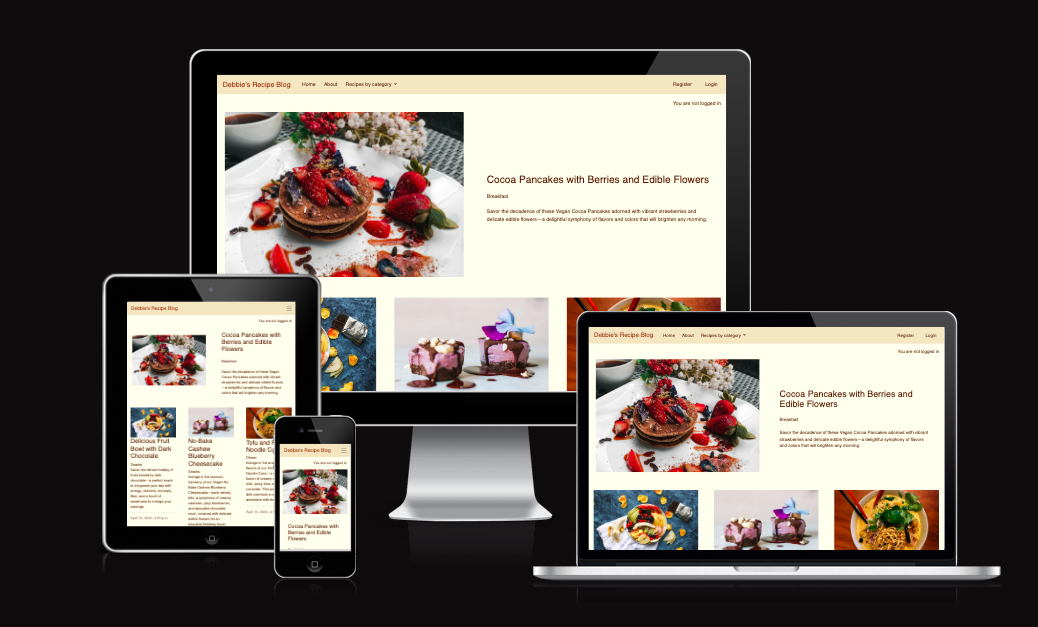 Debbie's Recipe Blog Home About Recipes by category Register Login
You are not logged in
Cocoa Pancakes with Berries and Edible Flowers
Breakfast
Savor the decadence of these Vegan Cocoa Pancakes adorned with vibrant strawberries and
delicate edible flowers—a delightful symphony of flavors and colors that will brighten any morning.
Debbie's Recipe Blog
You are not logged in
Cocoa Pancakes with
Berries and Edible
Flowers
Breakfast
Savor the decadence of these Vegan
Cocoa Pancakes adorned with vibrant
strawberries and delicate edible flowers
—a delightful symphony of flavors and
colors that will brighten any morning.
Delicious Fruit
Bowl with Dark
Chocolate
Snacks
No-Bake
Cashew
Blueberry
Cheesecake
Snacks
Tofu and
Noodle
Dinner
Debbie's Recipe Blog
You are not logged in
Cocoa Pancakes with
Berries and Edible
Flowers
Debbie's Recipe Blog Home About Recipes by category Register Login
You are not logged in
Cocoa Pancakes with Berries and
Edible Flowers
Breakfast
Savor the decadence of these Vegan Cocoa Pancakes adorned with vibrant
strawberries and delicate edible flowers—a delightful symphony of flavors and
colors that will brighten any morning.